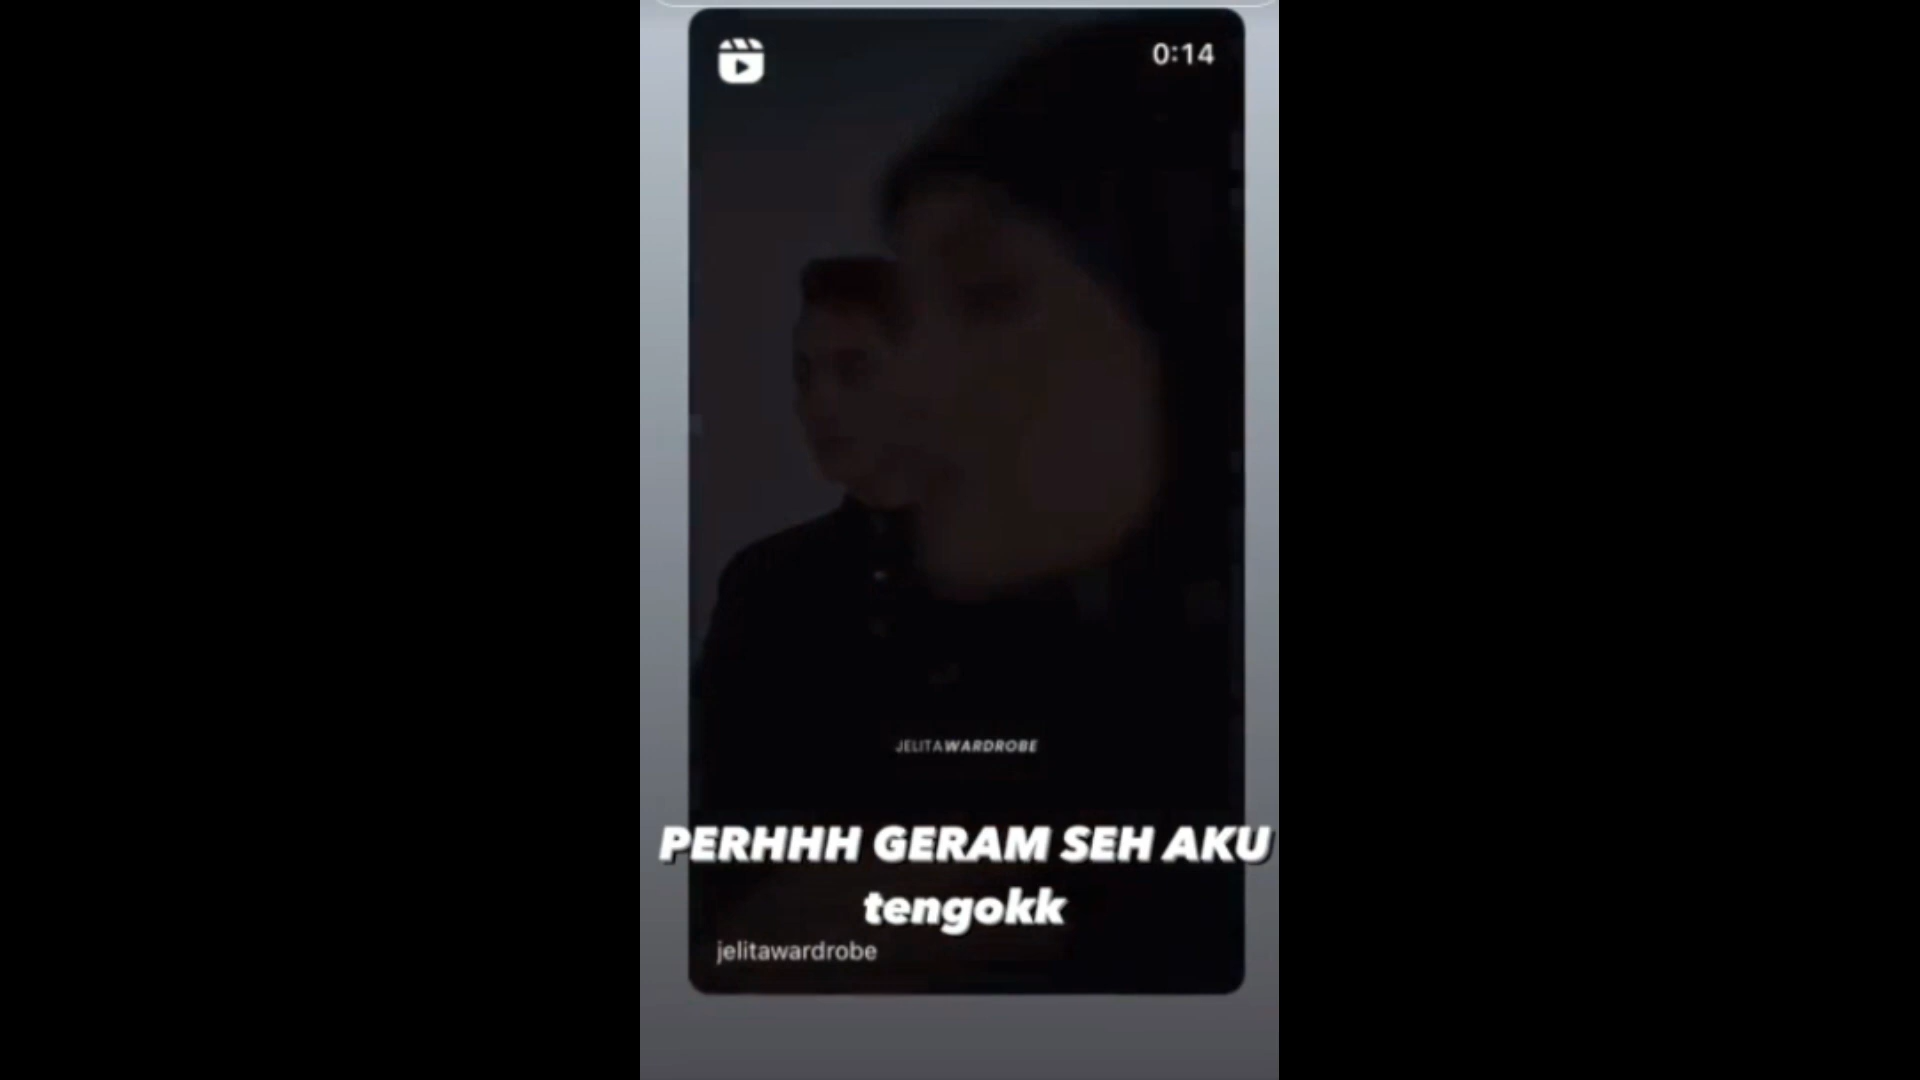 0:14
JELITAWARDROBE
PERHHH GERAM SEH AKU
tengokk
jelitawardrobe